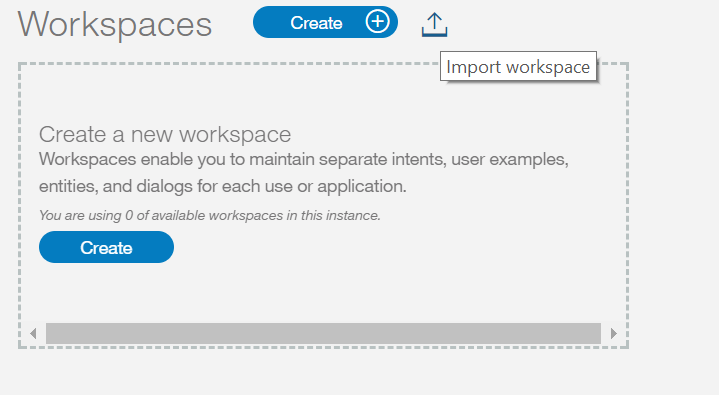 Workspaces
Create
Import workspace
Create a new workspace
Workspaces enable you to maintain separate intents, user examples,
entities, and dialogs for each use or application.
You are using 0 of available workspaces in this instance.
Create